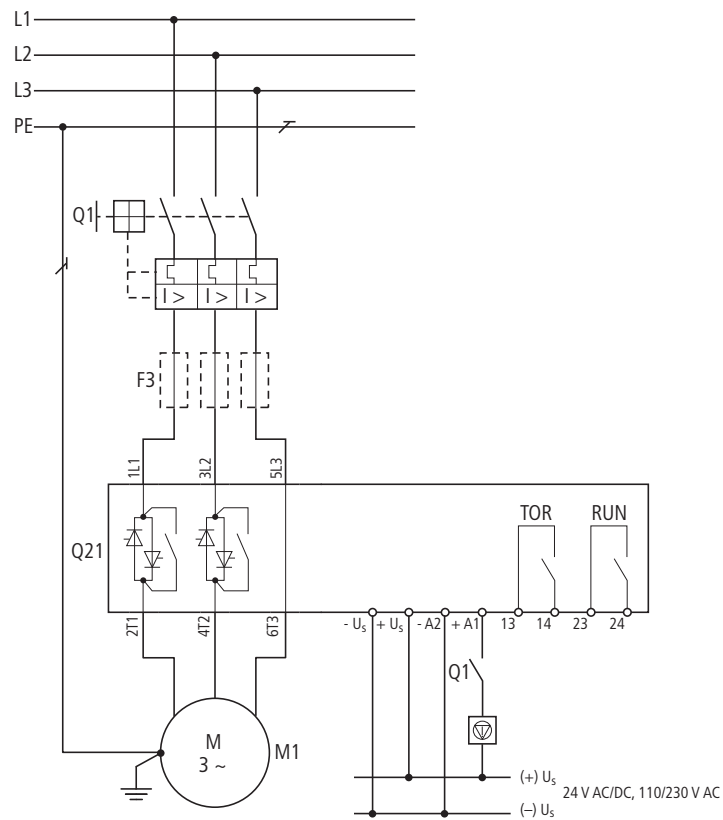 L1
L2
L3
PE
Q1
I > I > I >
F3
1L1 3L2 5L3
TOR RUN
Q21
2T1 4T2 6T3
- Us + Us - A2 + A1 13 14 23 24
Q1
M
3 ~
M1
(+) Us
24 V AC/DC, 110/230 V AC
(–) Us